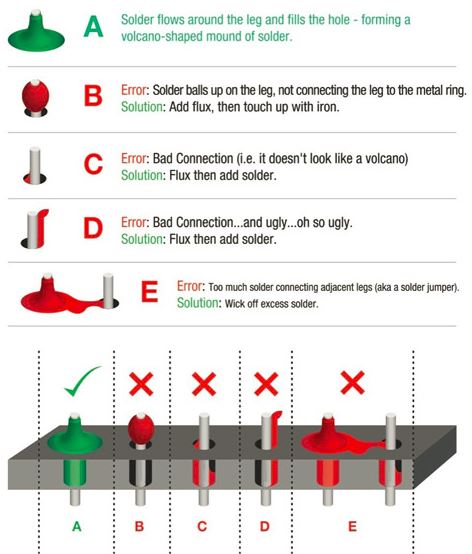 A
Solder flows around the leg and fills the hole - forming a
volcano-shaped mound of solder.
B
Error: Solder balls up on the leg, not connecting the leg to the metal ring.
Solution: Add flux, then touch up with iron.
C
Error: Bad Connection (i.e. it doesn't look like a volcano)
Solution: Flux then add solder.
D
Error: Bad Connection...and ugly...oh so ugly.
Solution: Flux then add solder.
E
Error: Too much solder connecting adjacent legs (aka a solder jumper).
Solution: Wick off excess solder.
A B C D E